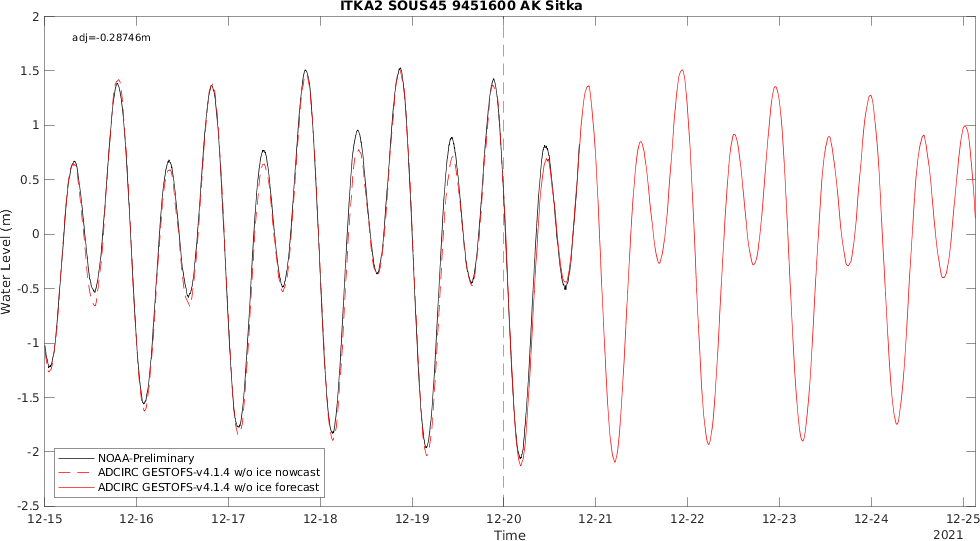 ITKA2 SOUS45 9451600 AK Sitka
adj=-0.28746m
2
1.5
1
0.5
0
-0.5
-1
-1.5
-2
-2.5
Water Level (m)
NOAA-Preliminary
ADCIRC GESTOFS-v4.1.4 w/o ice nowcast
ADCIRC GESTOFS-v4.1.4 w/o ice forecast
12-15 12-16 12-17 12-18 12-19 12-20 12-21 12-22 12-23 12-24 12-25
Time
2021